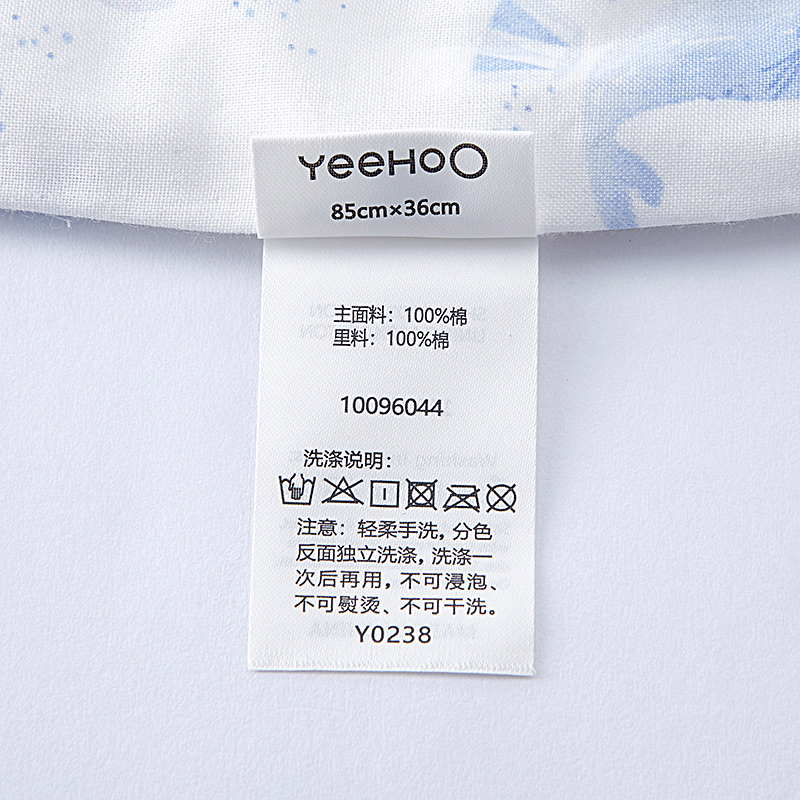 YeeHoO
85cm×36cm
主面料：100%棉
里料：100%棉
10096044
洗涤说明：
注意：轻柔手洗，分色
反面独立洗涤，洗涤一
次后再用，不可浸泡、
不可熨烫、不可干洗。
Y0238